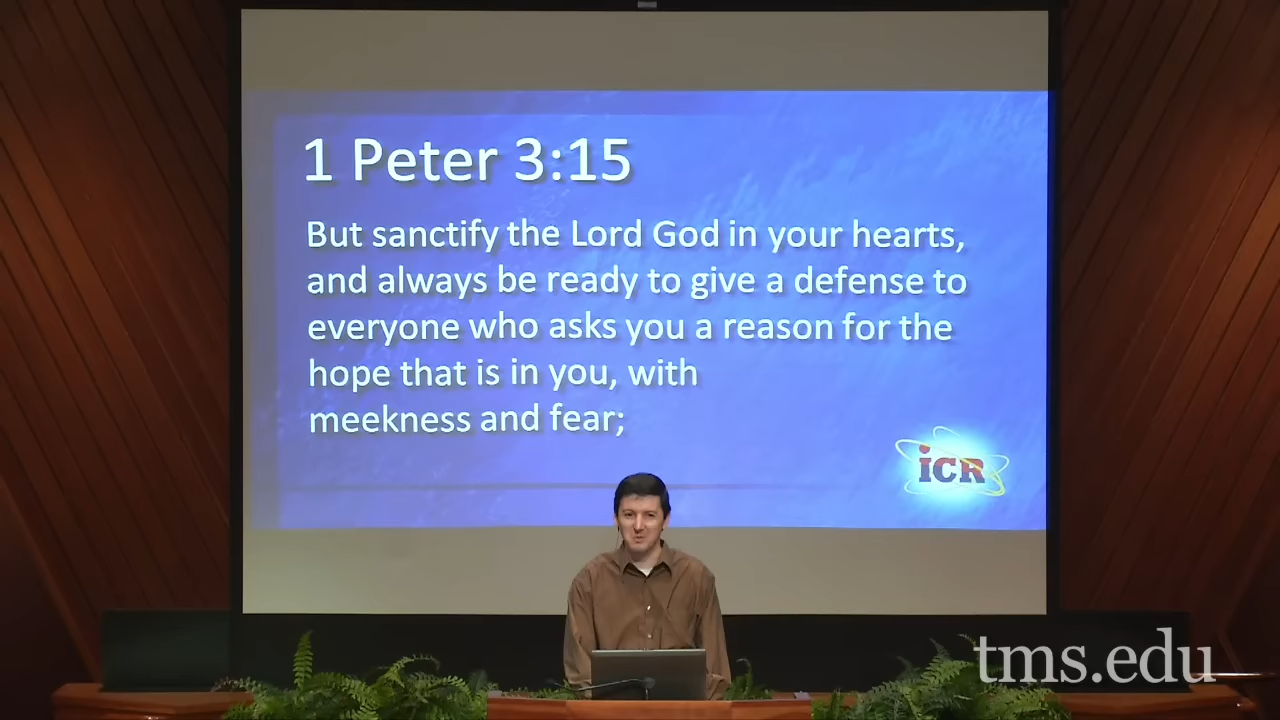 1 Peter 3:15
But sanctify the Lord God in your hearts,
and always be ready to give a defense to
everyone who asks you a reason for the
hope that is in you, with
meekness and fear;
iCR
tms.edu